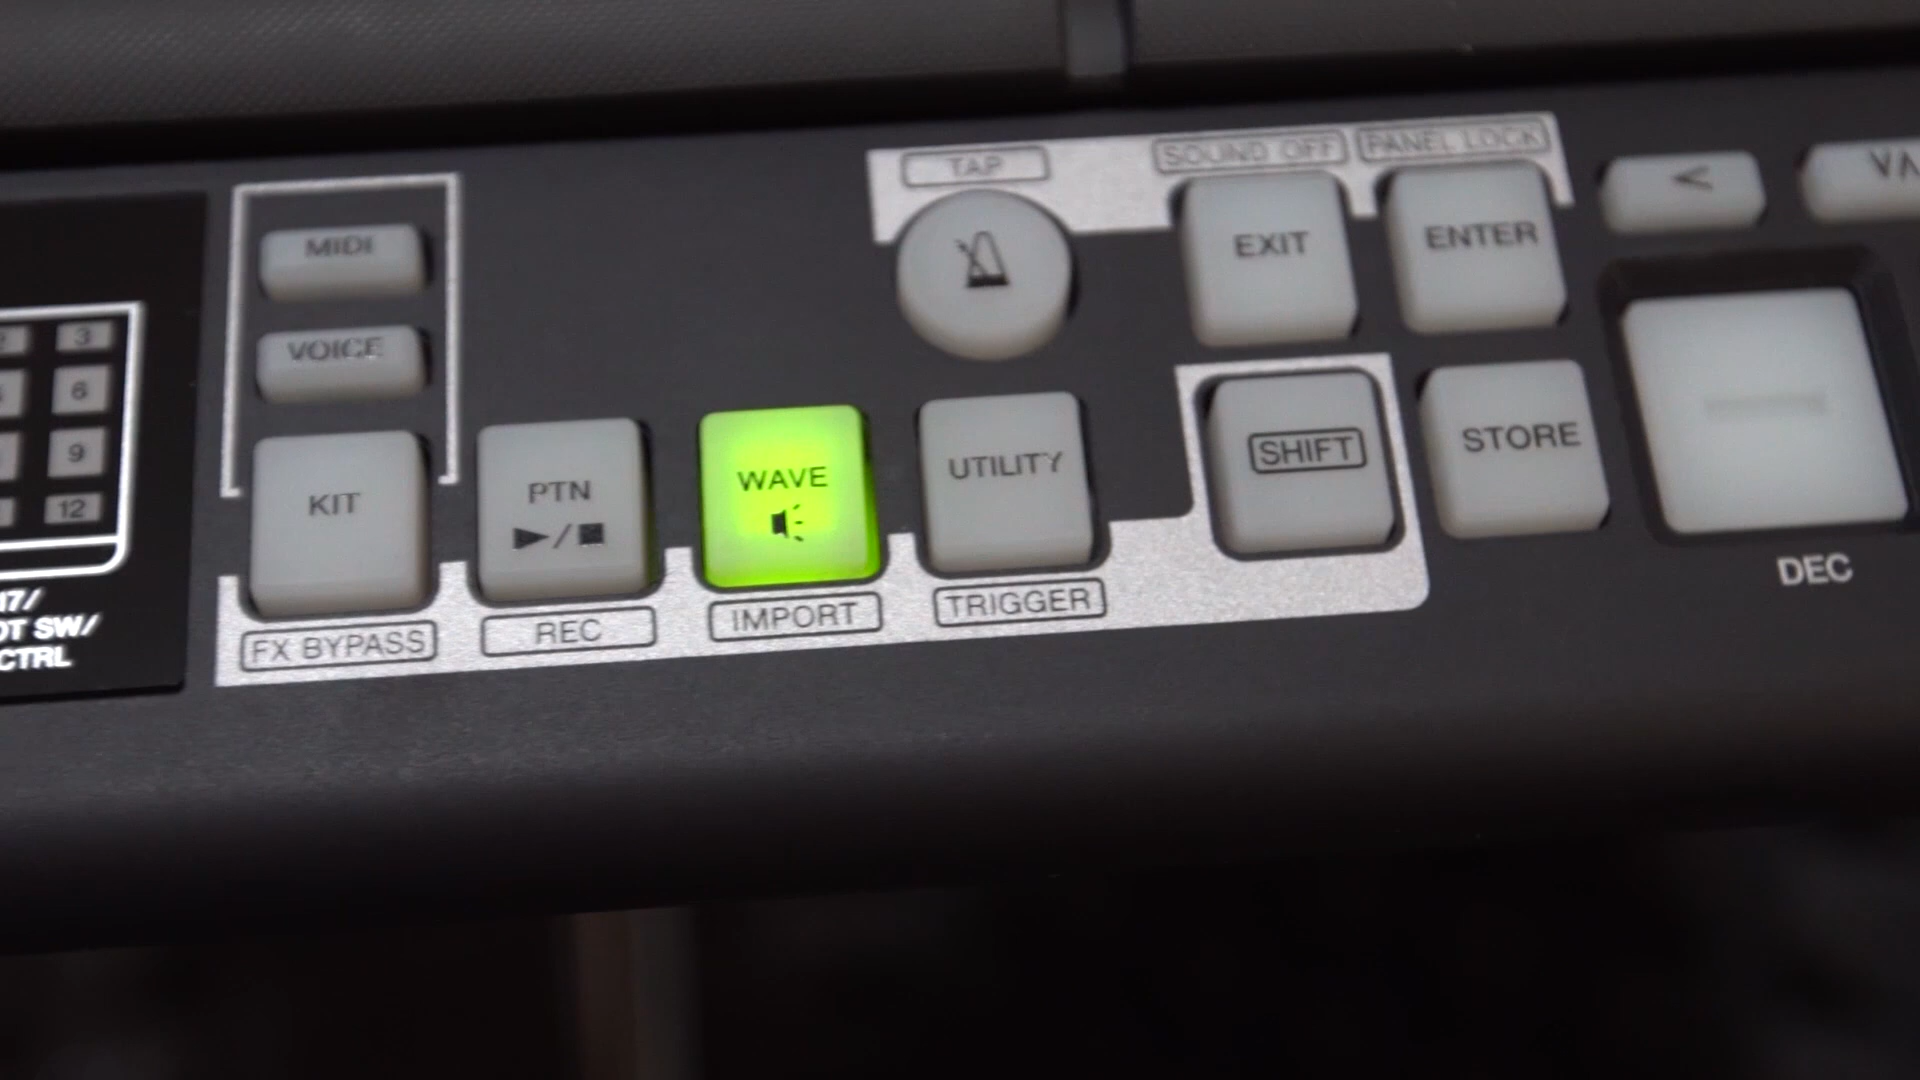 TAP
SOUND OFF
PANEL LOCK
MIDI
EXIT
ENTER
<
VOICE
3
6
9
12
KIT
PTN
▶/■
WAVE
UTILITY
SHIFT
STORE
DEC
FX BYPASS
REC
IMPORT
TRIGGER
17/
OT SW/
CTRL